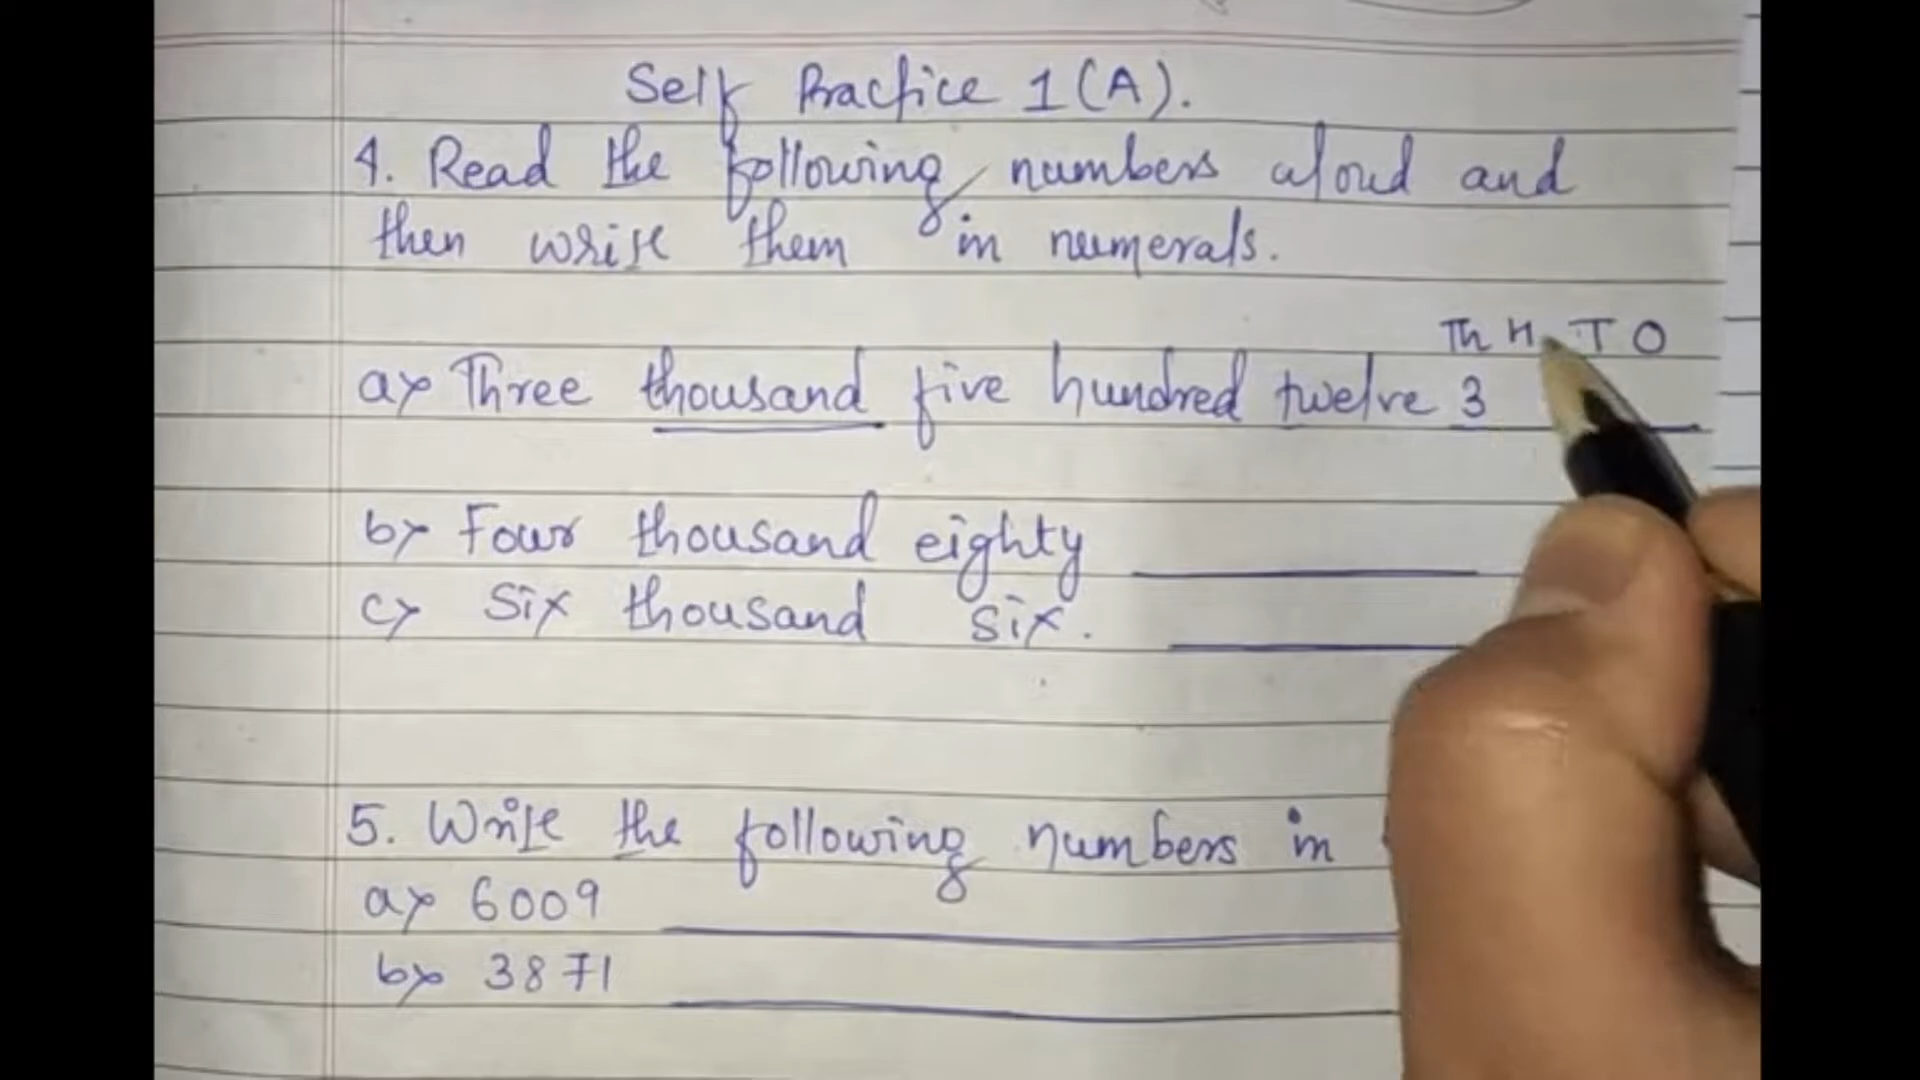 Self Practice 1(A).
4. Read the following numbers aloud and
then write them in numerals.
Th H T O
a) Three thousand five hundred twelve 3
b) Four thousand eighty
c) Six thousand six.
5. Write the following numbers in
a) 6009
b) 3871